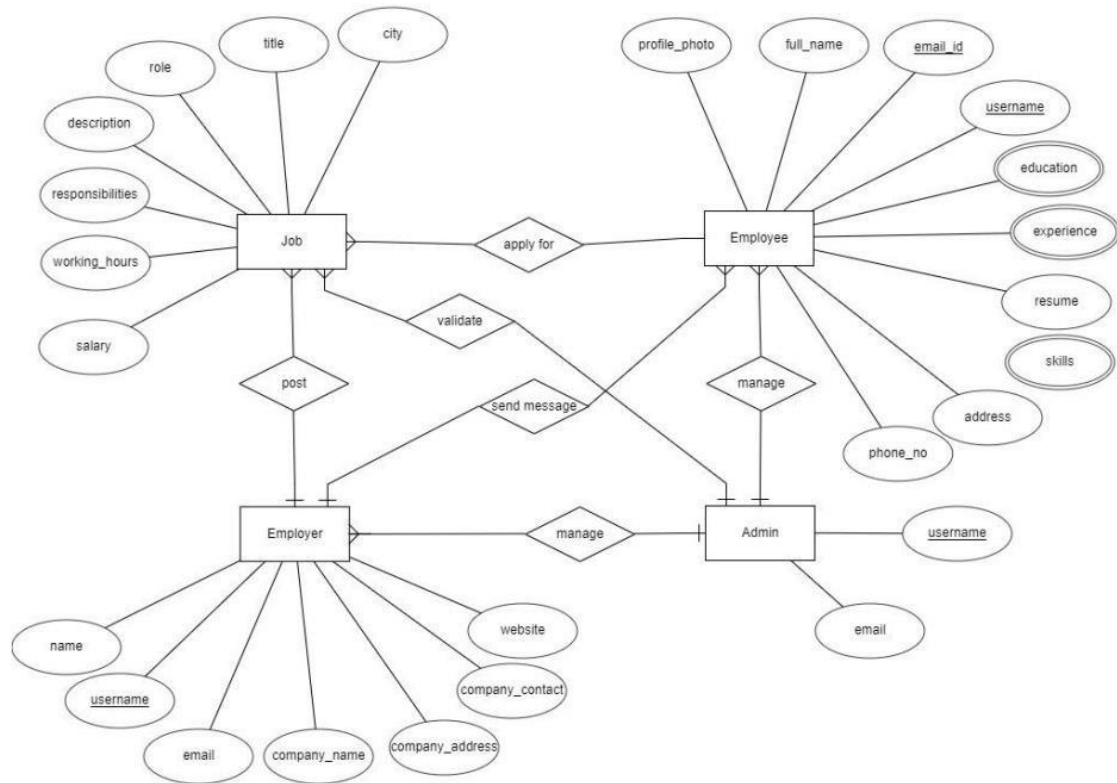 city
title
role
description
responsibilities
working_hours
salary
Job
profile_photo
full_name
email_id
username
education
experience
resume
skills
address
phone_no
Employee
apply for
validate
post
send message
manage
Employer
manage
Admin
username
email
name
username
email
company_name
company_address
company_contact
website